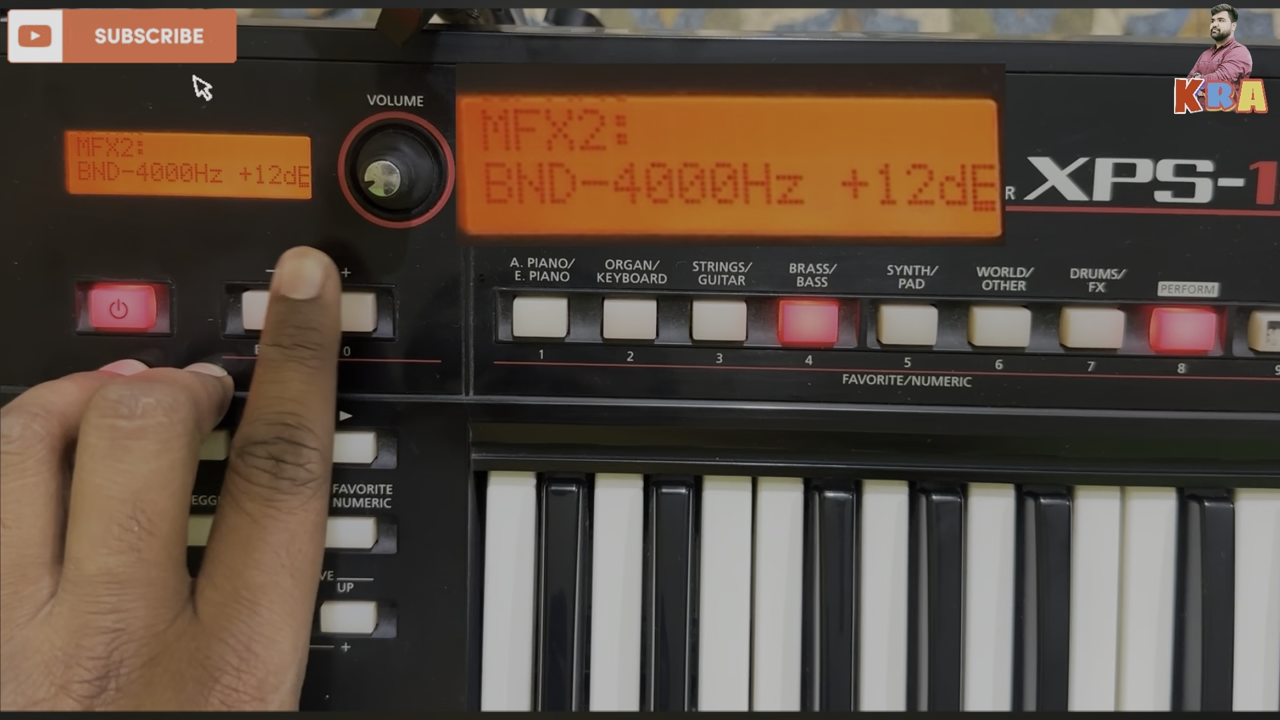 SUBSCRIBE
KRA
VOLUME
MFX2:
BND-4000Hz +12dB
MFX2:
BND-4000Hz +12dB
R XPS-1
A. PIANO/
E. PIANO
ORGAN/
KEYBOARD
STRINGS/
GUITAR
BRASS/
BASS
SYNTH/
PAD
WORLD/
OTHER
DRUMS/
FX
PERFORM
- +
0
1 2 3 4 5 6 7 8 9
FAVORITE/NUMERIC
FAVORITE
NUMERIC
UP
+